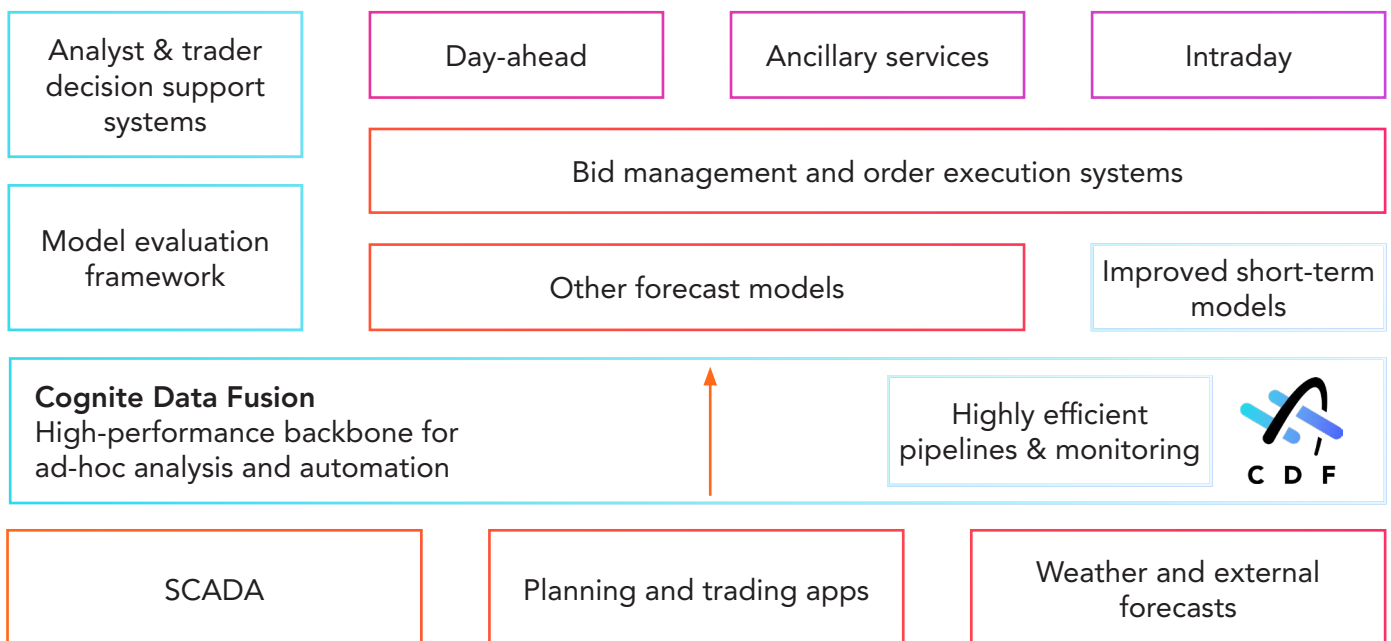 Analyst & trader
decision support
systems
Day-ahead
Ancillary services
Intraday
Bid management and order execution systems
Model evaluation
framework
Other forecast models
Improved short-term
models
Cognite Data Fusion
High-performance backbone for
ad-hoc analysis and automation
Highly efficient
pipelines & monitoring
C D F
SCADA
Planning and trading apps
Weather and external
forecasts